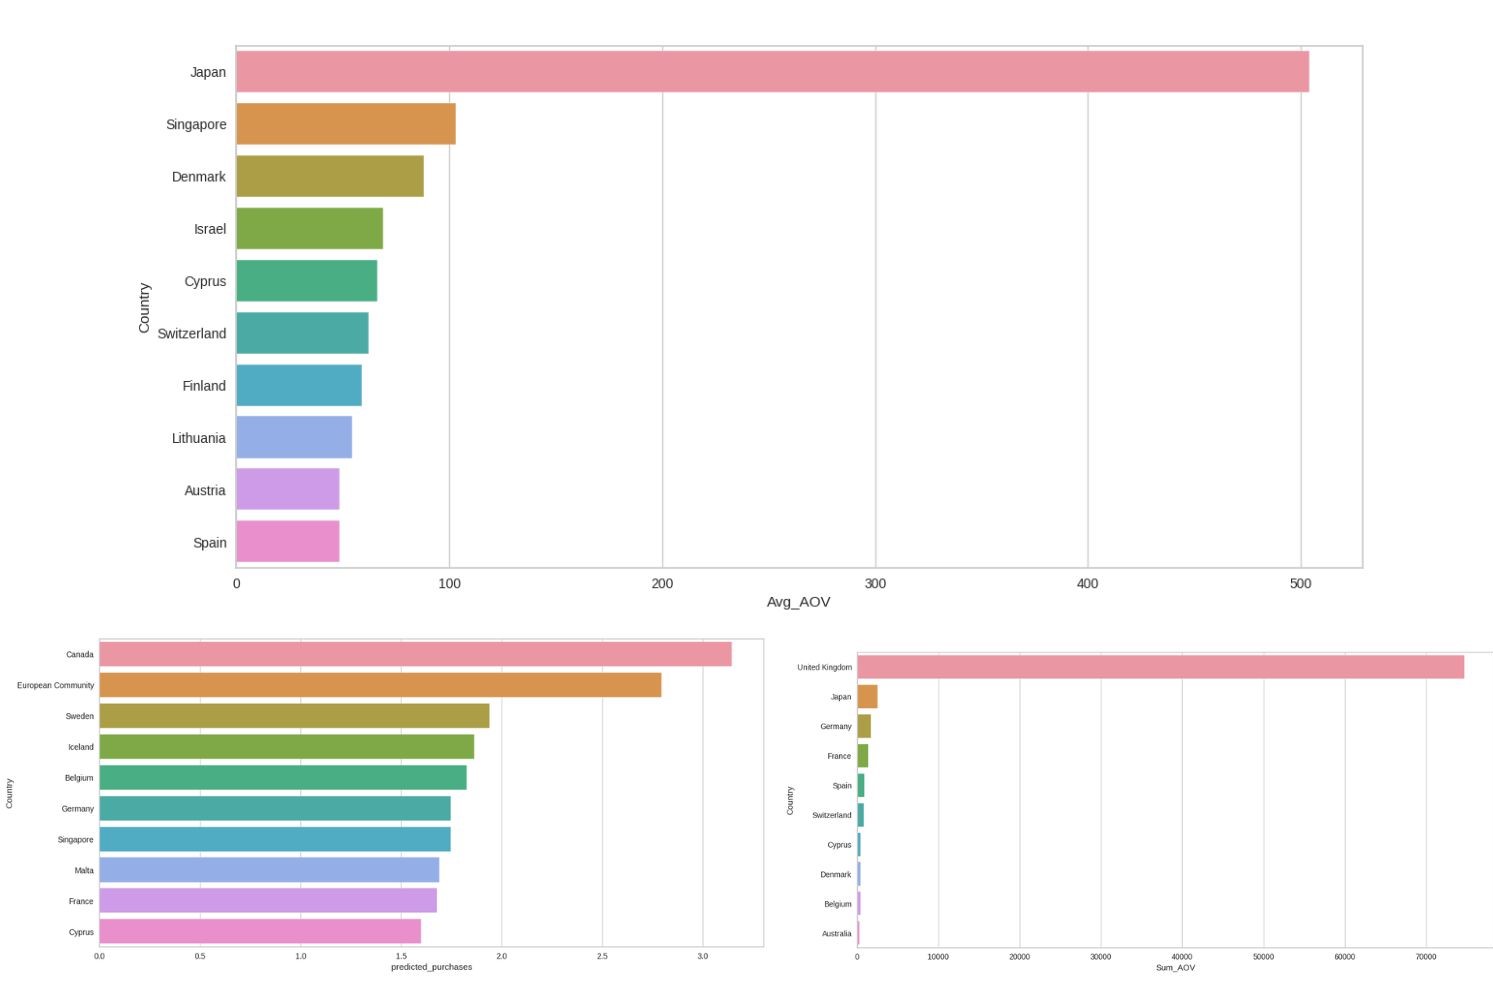 Japan
Singapore
Denmark
Israel
Cyprus
Switzerland
Finland
Lithuania
Austria
Spain
Country
0 100 200 300 400 500
Avg_AOV
Canada
European Community
Sweden
Iceland
Belgium
Germany
Singapore
Malta
France
Cyprus
Country
0.0 0.5 1.0 1.5 2.0 2.5 3.0
predicted_purchases
United Kingdom
Japan
Germany
France
Spain
Switzerland
Cyprus
Denmark
Belgium
Australia
Country
0 10000 20000 30000 40000 50000 60000 70000
Sum_AOV